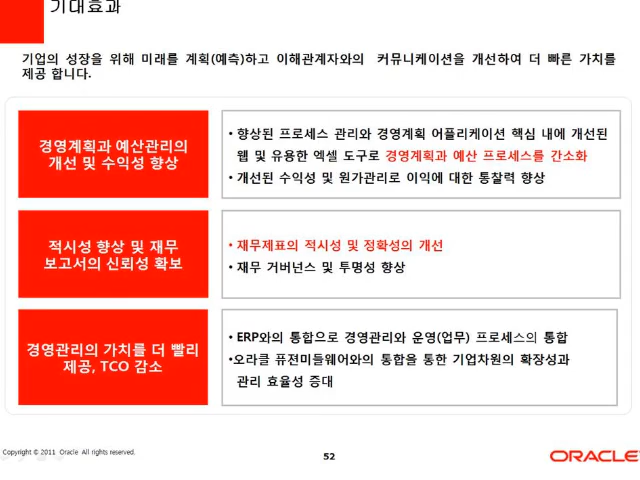 기대효과
기업의 성장을 위해 미래를 계획(예측)하고 이해관계자와의 커뮤니케이션을 개선하여 더 빠른 가치를
제공 합니다.
경영계획과 예산관리의
개선 및 수익성 향상
• 향상된 프로세스 관리와 경영계획 어플리케이션 핵심 내에 개선된
웹 및 유용한 엑셀 도구로 경영계획과 예산 프로세스를 간소화
• 개선된 수익성 및 원가관리로 이익에 대한 통찰력 향상
적시성 향상 및 재무
보고서의 신뢰성 확보
• 재무제표의 적시성 및 정확성의 개선
• 재무 거버넌스 및 투명성 향상
경영관리의 가치를 더 빨리
제공, TCO 감소
• ERP와의 통합으로 경영관리와 운영(업무) 프로세스의 통합
•오라클 퓨젼미들웨어와의 통합을 통한 기업차원의 확장성과
관리 효율성 증대
Copyright © 2011 Oracle All rights reserved.
52
ORACLE